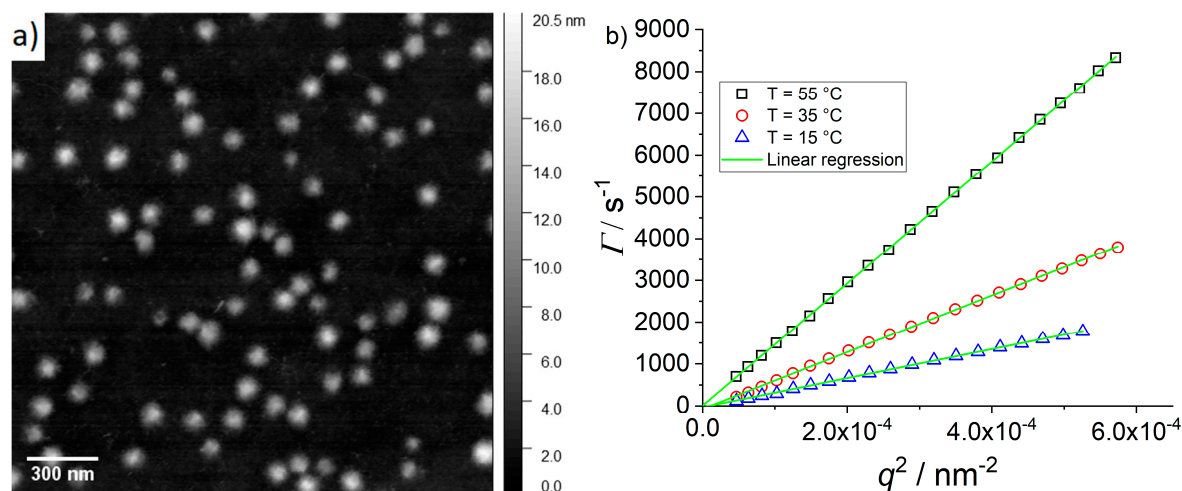 a)
20.5 nm
18.0
16.0
14.0
12.0
10.0
8.0
6.0
4.0
2.0
0.0
300 nm
b)
T = 55 °C
T = 35 °C
T = 15 °C
Linear regression
9000
8000
7000
6000
5000
4000
3000
2000
1000
0
Γ / s⁻¹
0.0
2.0x10⁻⁴
4.0x10⁻⁴
6.0x10⁻⁴
q² / nm⁻²